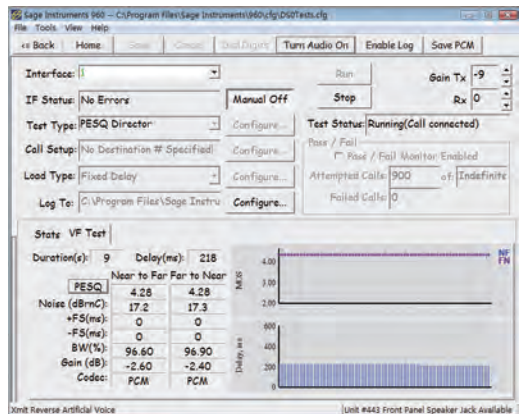 Sage Instruments 960 - C:\Program Files\Sage Instruments\960\cfg\DS0Tests.cfg
File Tools View Help
<< Back Home Save Cancel Dial Digits Turn Audio On Enable Log Save PCM
Interface: 1 Run Gain Tx -9
IF Status: No Errors Manual Off Stop Rx 0
Test Type: PESQ Director Configure... Test Status: Running(Call connected)
Call Setup: No Destination # Specified Configure... Pass / Fail
Pass / Fail Monitor Enabled
Load Type: Fixed Delay Configure... Attempted Calls: 900 of: Indefinite
Log To: C:\Program Files\Sage Instru Configure... Failed Calls: 0
Stats VF Test
Duration(s): 9 Delay(ms): 218
Near to Far Far to Near
PESQ 4.28 4.28
Noise (dBrnC): 17.2 17.3
+FS(ms): 0 0
-FS(ms): 0 0
BW(%): 96.60 96.90
Gain (dB): -2.60 -2.40
Codec: PCM PCM
MOS
4.00
3.00
2.00
NF
FN
Delay, ms
600
400
200
0
Xmit Reverse Artificial Voice Unit #443 Front Panel Speaker Jack Available